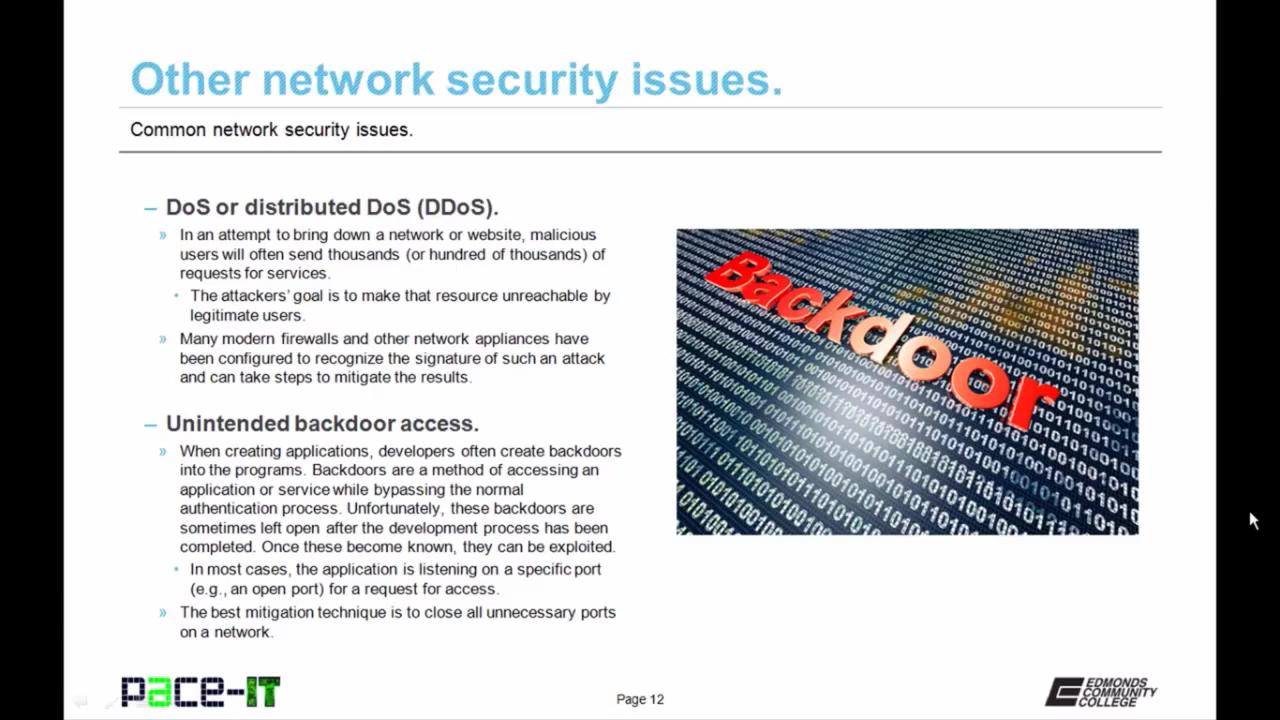 Other network security issues.
Common network security issues.
– DoS or distributed DoS (DDoS).
» In an attempt to bring down a network or website, malicious
users will often send thousands (or hundred of thousands) of
requests for services.
• The attackers' goal is to make that resource unreachable by
legitimate users.
» Many modern firewalls and other network appliances have
been configured to recognize the signature of such an attack
and can take steps to mitigate the results.
– Unintended backdoor access.
» When creating applications, developers often create backdoors
into the programs. Backdoors are a method of accessing an
application or service while bypassing the normal
authentication process. Unfortunately, these backdoors are
sometimes left open after the development process has been
completed. Once these become known, they can be exploited.
• In most cases, the application is listening on a specific port
(e.g., an open port) for a request for access.
» The best mitigation technique is to close all unnecessary ports
on a network.
Backdoor
pace-IT
Page 12
EDMONDS
COMMUNITY
COLLEGE